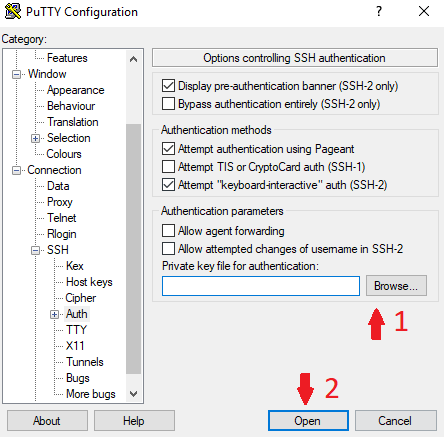 PuTTY Configuration
Category:
Features
Window
Appearance
Behaviour
Translation
Selection
Colours
Connection
Data
Proxy
Telnet
Rlogin
SSH
Kex
Host keys
Cipher
Auth
TTY
X11
Tunnels
Bugs
More bugs
Options controlling SSH authentication
Display pre-authentication banner (SSH-2 only)
Bypass authentication entirely (SSH-2 only)
Authentication methods
Attempt authentication using Pageant
Attempt TIS or CryptoCard auth (SSH-1)
Attempt "keyboard-interactive" auth (SSH-2)
Authentication parameters
Allow agent forwarding
Allow attempted changes of username in SSH-2
Private key file for authentication:
Browse...
1
2
About
Help
Open
Cancel